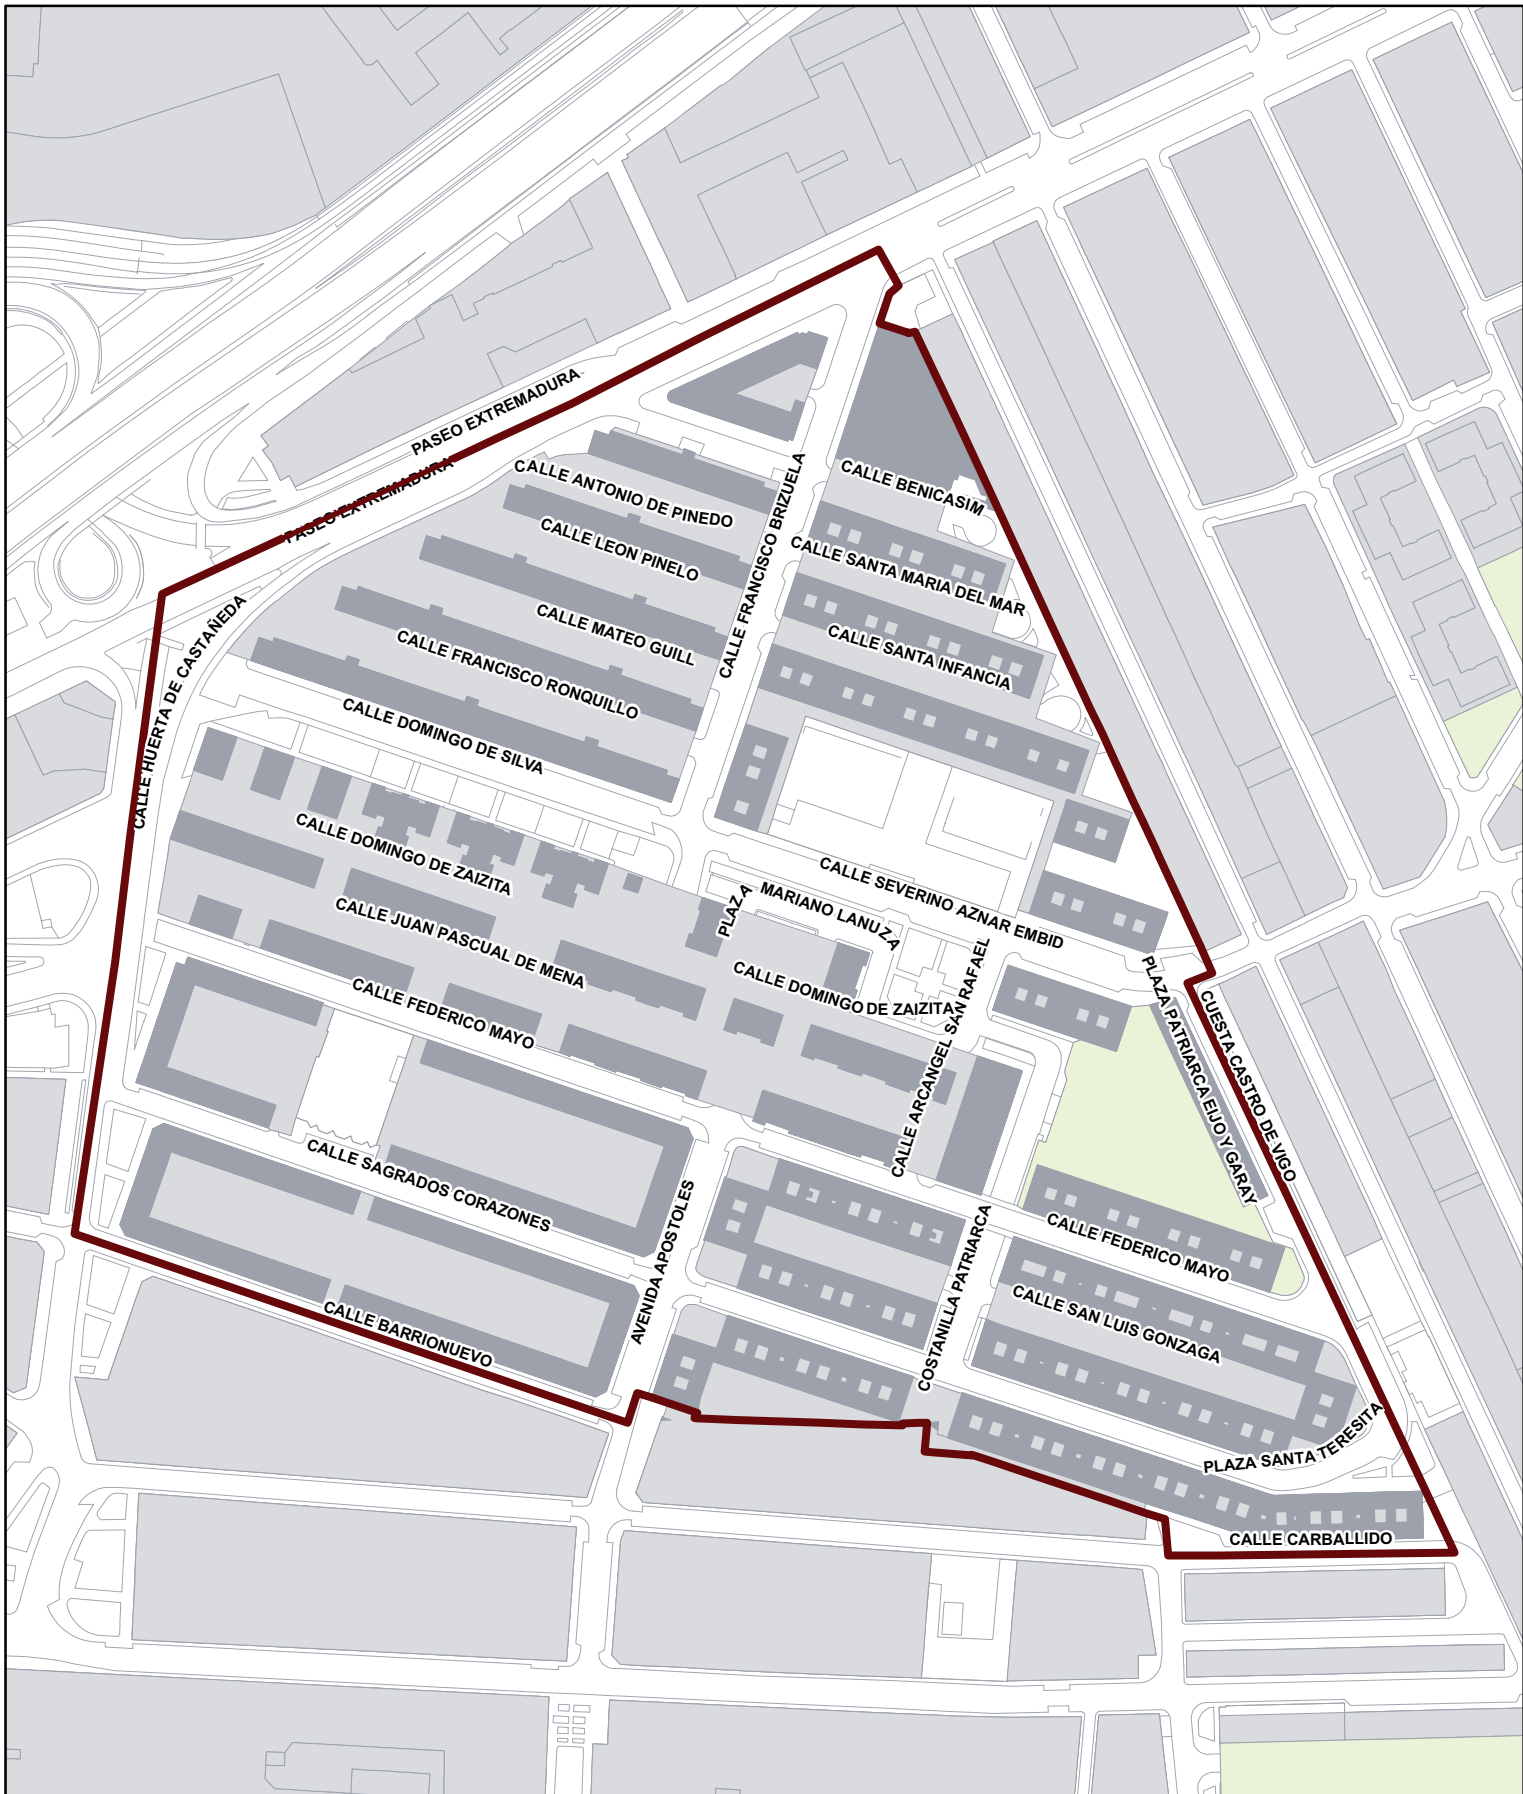 PASEO EXTREMADURA
PASEO EXTREMADURA
CALLE ANTONIO DE PINEDO
CALLE BENICASIM
CALLE LEON PINELO
CALLE FRANCISCO BRIZUELA
CALLE SANTA MARIA DEL MAR
CALLE MATEO GUILL
CALLE SANTA INFANCIA
CALLE HUERTA DE CASTAÑEDA
CALLE FRANCISCO RONQUILLO
CALLE DOMINGO DE SILVA
CALLE DOMINGO DE ZAIZITA
CALLE SEVERINO AZNAR EMBID
PLAZA MARIANO LANUZA
CALLE JUAN PASCUAL DE MENA
CALLE DOMINGO DE ZAIZITA
CALLE FEDERICO MAYO
CALLE ARCANGEL SAN RAFAEL
PLAZA PATRIARCA EIJO Y GARAY
CUESTA CASTRO DE VIGO
CALLE SAGRADOS CORAZONES
AVENIDA APOSTOLES
COSTANILLA PATRIARCA
CALLE FEDERICO MAYO
CALLE SAN LUIS GONZAGA
CALLE BARRIONUEVO
PLAZA SANTA TERESITA
CALLE CARBALLIDO